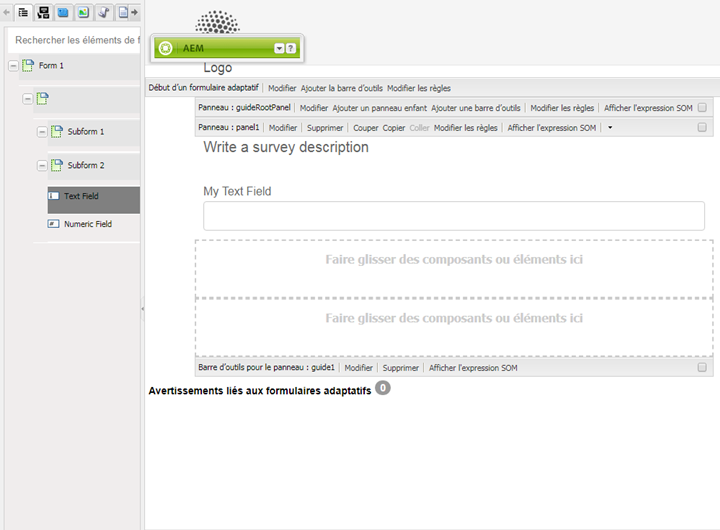 AEM ?
Logo
Rechercher les éléments de f
Form 1
Subform 1
Subform 2
Text Field
Numeric Field
Début d'un formulaire adaptatif Modifier Ajouter la barre d'outils Modifier les règles
Panneau : guideRootPanel Modifier Ajouter un panneau enfant Ajouter une barre d'outils Modifier les règles Afficher l'expression SOM
Panneau : panel1 Modifier Supprimer Couper Copier Coller Modifier les règles Afficher l'expression SOM
Write a survey description
My Text Field
Faire glisser des composants ou éléments ici
Faire glisser des composants ou éléments ici
Barre d'outils pour le panneau : guide1 Modifier Supprimer Afficher l'expression SOM
Avertissements liés aux formulaires adaptatifs 0